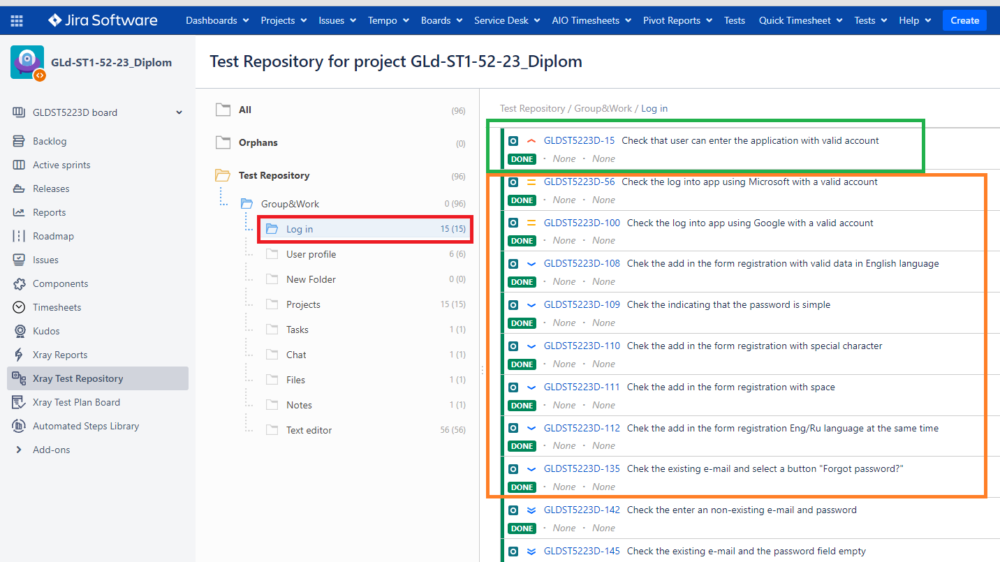 Jira Software Dashboards Projects Issues Tempo Boards Service Desk AIO Timesheets Pivot Reports Tests Quick Timesheet Tests Help Create
GLd-ST1-52-23_Diplom
GLDST5223D board
Backlog
Active sprints
Releases
Reports
Roadmap
Issues
Components
Timesheets
Kudos
Xray Reports
Xray Test Repository
Xray Test Plan Board
Automated Steps Library
Add-ons
Test Repository for project GLd-ST1-52-23_Diplom
All (96)
Orphans (0)
Test Repository (96)
Group&Work 0 (96)
Log in 15 (15)
User profile 6 (6)
New Folder 0 (0)
Projects 15 (15)
Tasks 1 (1)
Chat 1 (1)
Files 1 (1)
Notes 1 (1)
Text editor 56 (56)
Test Repository / Group&Work / Log in
GLDST5223D-15 Check that user can enter the application with valid account
DONE · None · None
GLDST5223D-56 Check the log into app using Microsoft with a valid account
DONE · None · None
GLDST5223D-100 Check the log into app using Google with a valid account
DONE · None · None
GLDST5223D-108 Chek the add in the form registration with valid data in English language
DONE · None · None
GLDST5223D-109 Chek the indicating that the password is simple
DONE · None · None
GLDST5223D-110 Chek the add in the form registration with special character
DONE · None · None
GLDST5223D-111 Chek the add in the form registration with space
DONE · None · None
GLDST5223D-112 Chek the add in the form registration Eng/Ru language at the same time
DONE · None · None
GLDST5223D-135 Chek the existing e-mail and select a button "Forgot password?"
DONE · None · None
GLDST5223D-142 Check the enter an non-existing e-mail and password
DONE · None · None
GLDST5223D-145 Check the existing e-mail and the password field empty